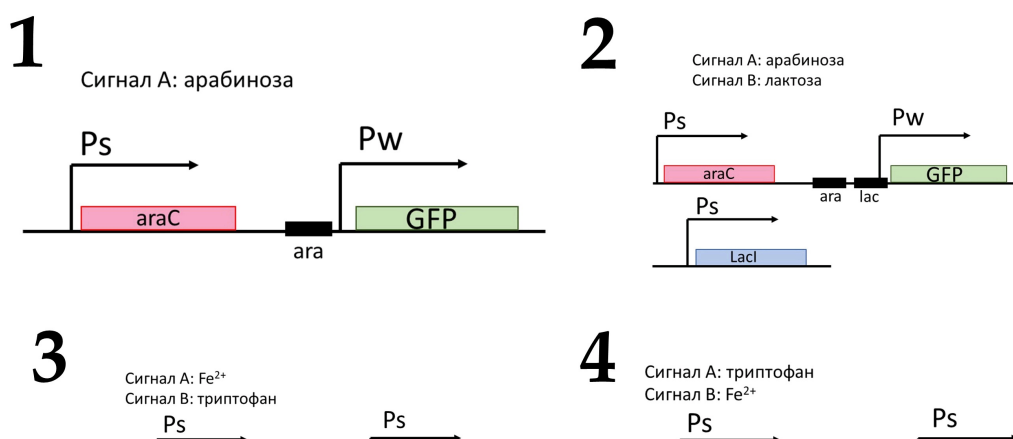 1
Сигнал А: арабиноза
Ps
Pw
araC
GFP
ara
2
Сигнал А: арабиноза
Сигнал В: лактоза
Ps
Pw
araC
GFP
ara
lac
Ps
LacI
3
Сигнал А: Fe²⁺
Сигнал В: триптофан
Ps
Ps
4
Сигнал А: триптофан
Сигнал В: Fe²⁺
Ps
Ps